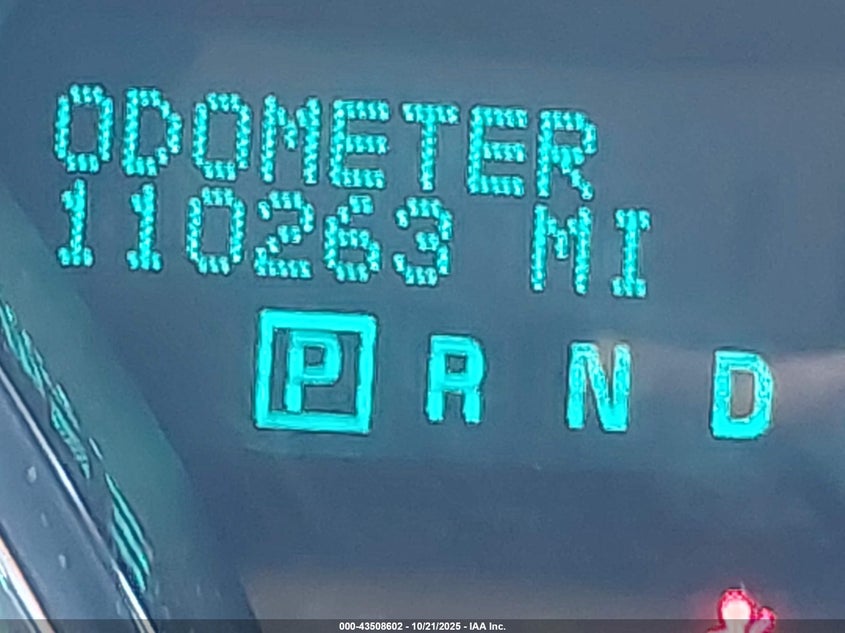 ODOMETER
110263 MI
P R N D
000-43508602 - 10/21/2025 - IAA Inc.